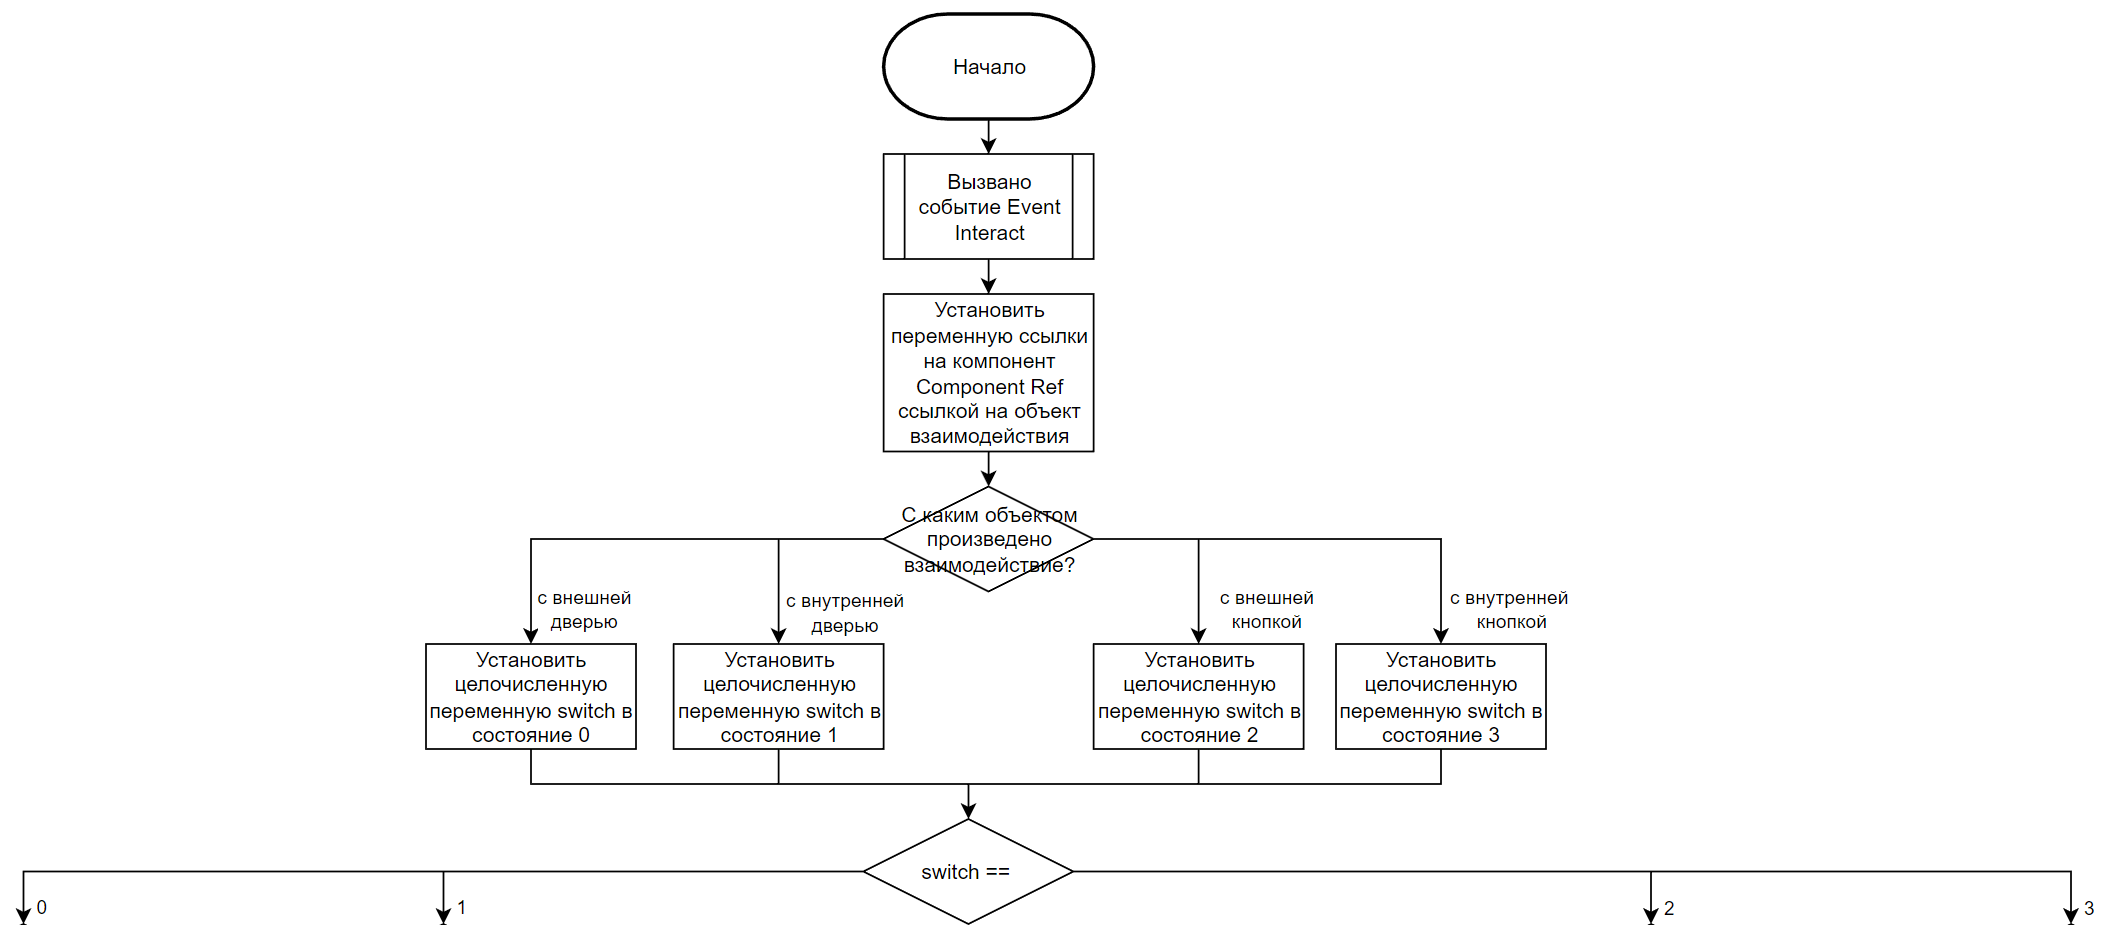 Начало
Вызвано
событие Event
Interact
Установить
переменную ссылки
на компонент
Component Ref
ссылкой на объект
взаимодействия
С каким объектом
произведено
взаимодействие?
с внешней
дверью
с внутренней
дверью
с внешней
кнопкой
с внутренней
кнопкой
Установить
целочисленную
переменную switch в
состояние 0
Установить
целочисленную
переменную switch в
состояние 1
Установить
целочисленную
переменную switch в
состояние 2
Установить
целочисленную
переменную switch в
состояние 3
switch ==
0
1
2
3